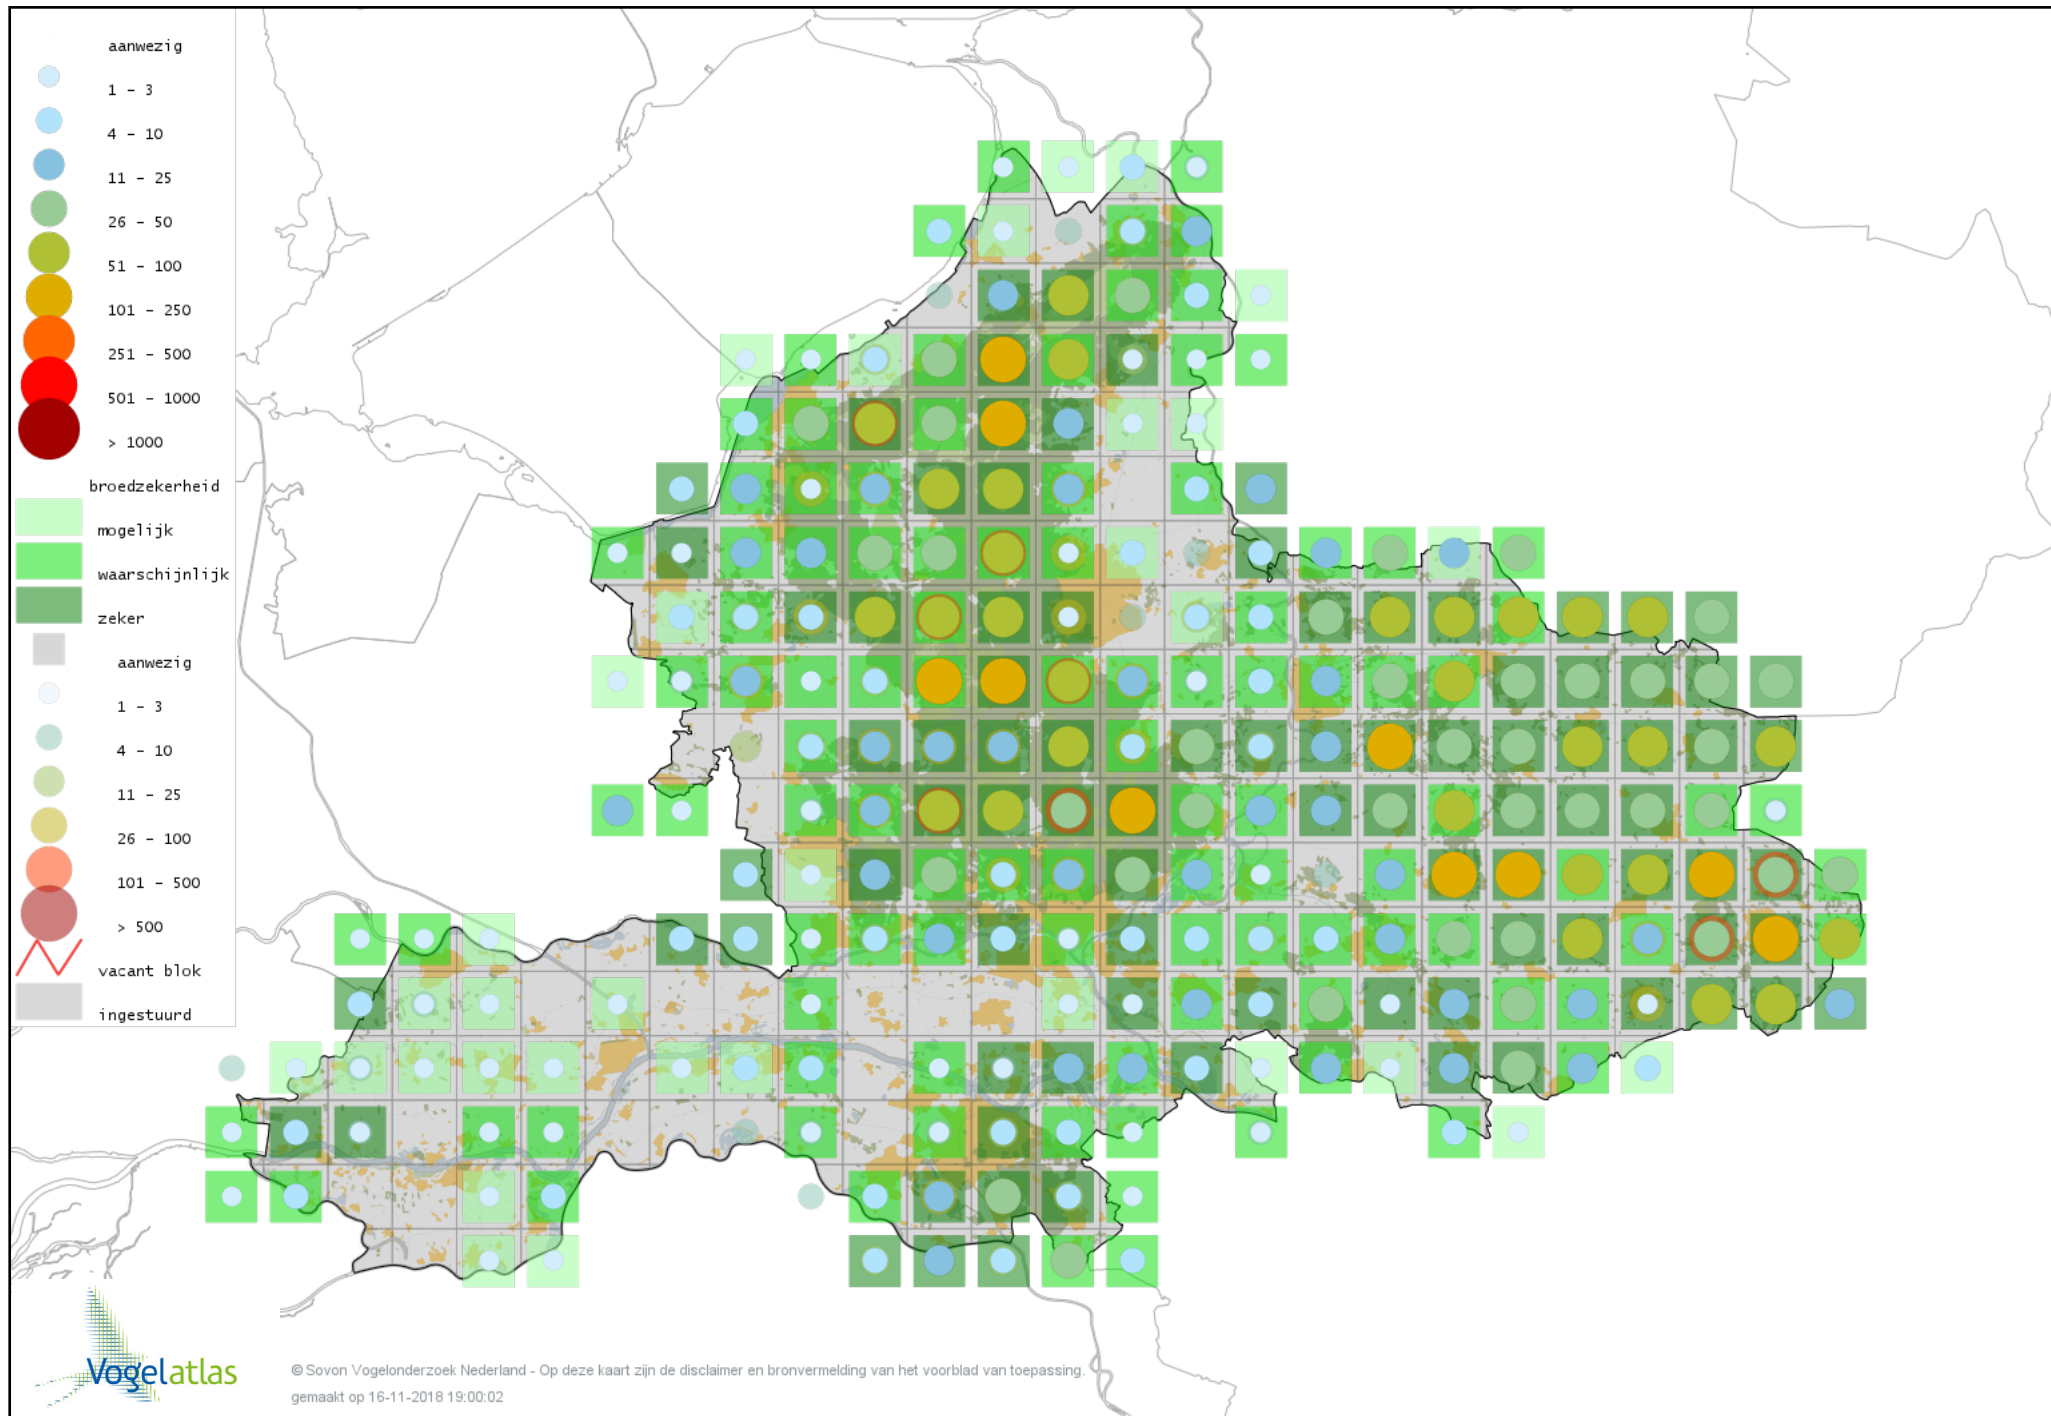 aanwezig
1 - 3
4 - 10
11 - 25
26 - 50
51 - 100
101 - 250
251 - 500
501 - 1000
> 1000
broedzekerheid
mogelijk
waarschijnlijk
zeker
aanwezig
1 - 3
4 - 10
11 - 25
26 - 100
101 - 500
> 500
vacant blok
ingestuurd
Vogelatlas
© Sovon Vogelonderzoek Nederland - Op deze kaart zijn de disclaimer en bronvermelding van het voorblad van toepassing.
gemaakt op 16-11-2018 19:00:02